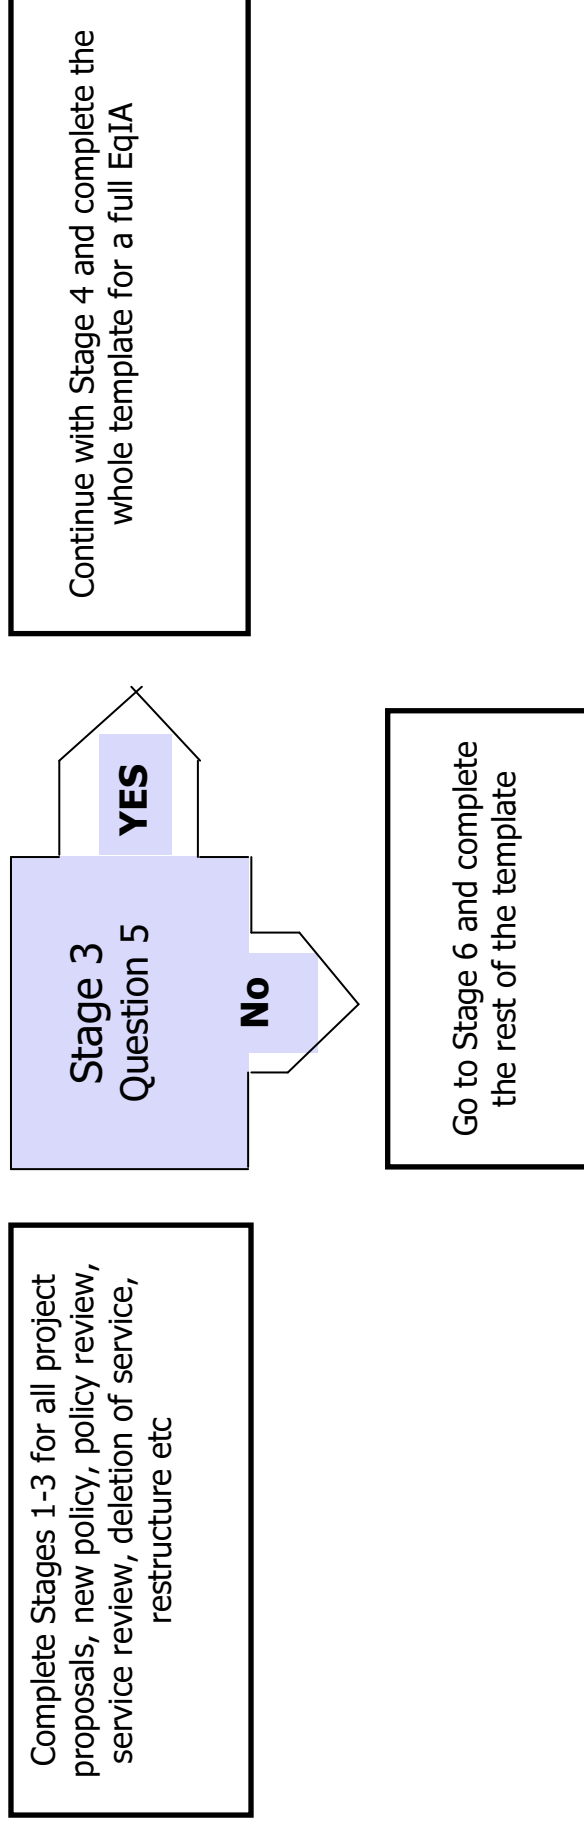 Complete Stages 1-3 for all project
proposals, new policy, policy review,
service review, deletion of service,
restructure etc
Stage 3
Question 5
YES
No
Continue with Stage 4 and complete the
whole template for a full EqIA
Go to Stage 6 and complete
the rest of the template